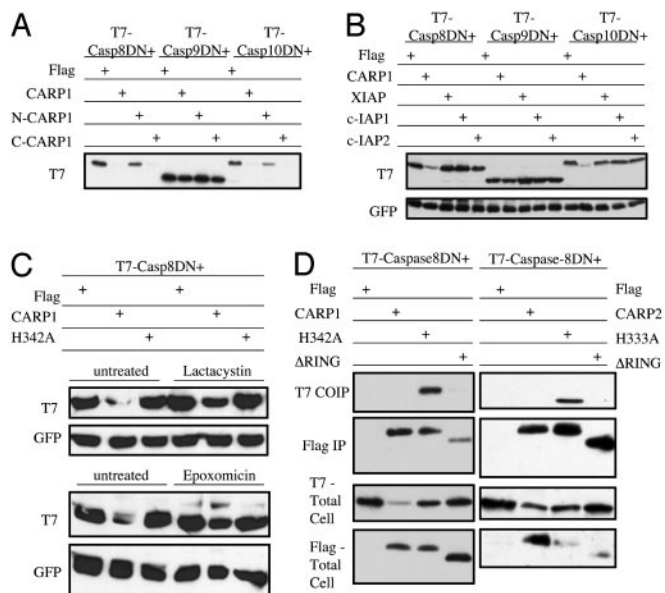 A
T7- T7- T7-
Casp8DN+ Casp9DN+ Casp10DN+
Flag + + +
CARP1 + + +
N-CARP1 + + +
C-CARP1 + + +
T7
B
T7- T7- T7-
Casp8DN+ Casp9DN+ Casp10DN+
Flag + + +
CARP1 + + +
XIAP + + +
c-IAP1 + + +
c-IAP2 + + +
T7
GFP
C
T7-Casp8DN+
Flag + +
CARP1 + +
H342A + +
untreated Lactacystin
T7
GFP
untreated Epoxomicin
T7
GFP
D
T7-Caspase8DN+ T7-Caspase-8DN+
Flag + + Flag
CARP1 + + CARP2
H342A + + H333A
ΔRING + + ΔRING
T7 COIP
Flag IP
T7 -
Total
Cell
Flag -
Total
Cell